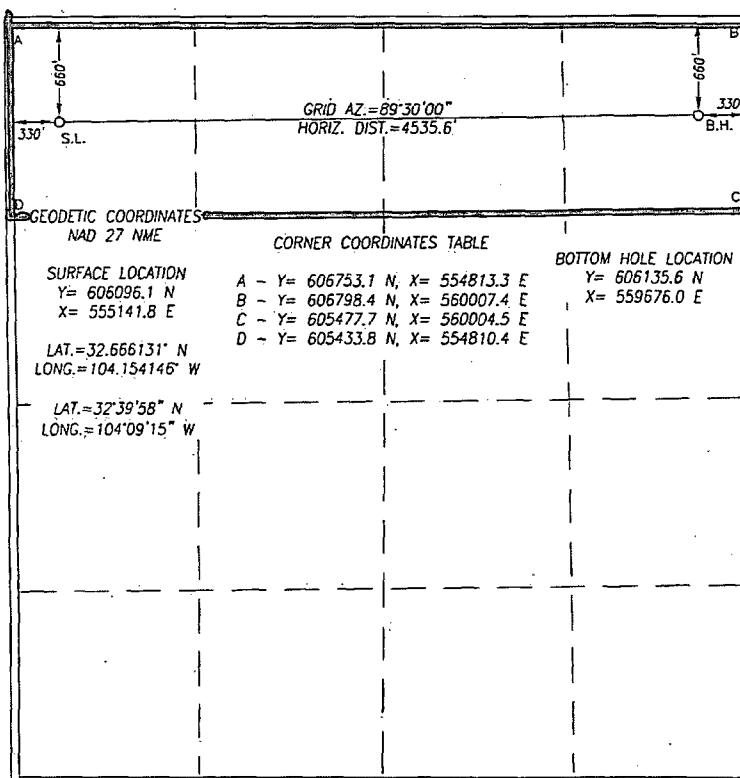 A
B
660'
660'
GRID AZ.=89°30'00"
HORIZ. DIST.=4535.6'
330'
S.L.
B.H.
330'
D
C
GEODETIC COORDINATES
NAD 27 NME
SURFACE LOCATION
Y= 606096.1 N
X= 555141.8 E
LAT.=32.666131° N
LONG.=104.154146° W
LAT.=32°39'58" N
LONG.=104°09'15" W
CORNER COORDINATES TABLE
A - Y= 606753.1 N, X= 554813.3 E
B - Y= 606798.4 N, X= 560007.4 E
C - Y= 605477.7 N, X= 560004.5 E
D - Y= 605433.8 N, X= 554810.4 E
BOTTOM HOLE LOCATION
Y= 606135.6 N
X= 559676.0 E